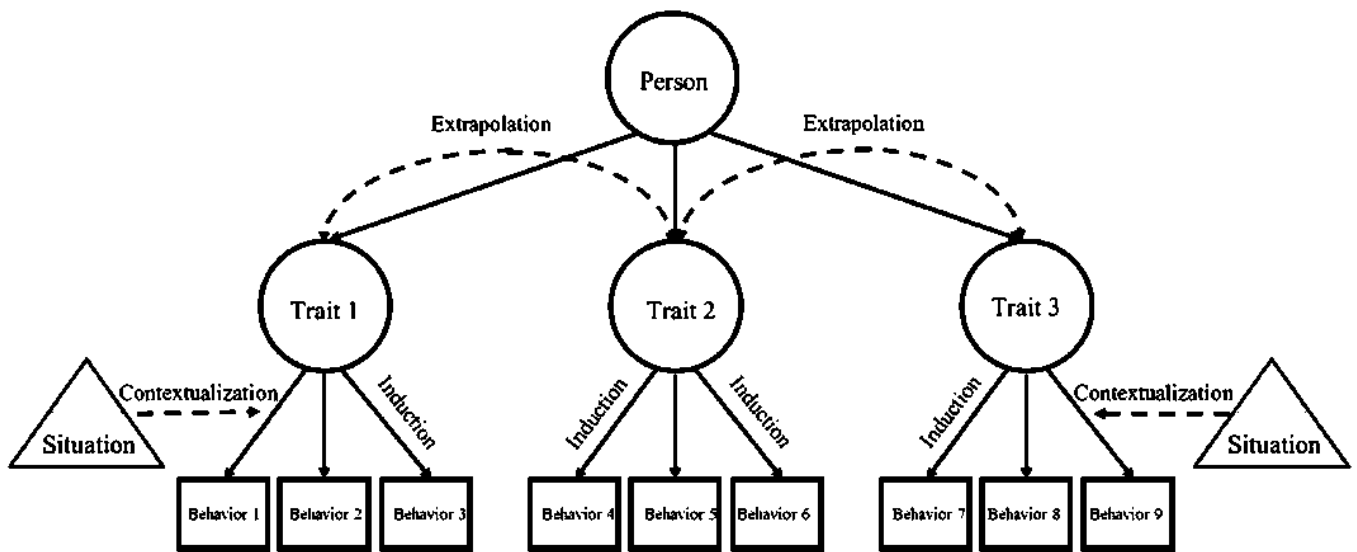 Person
Extrapolation
Extrapolation
Trait 1
Trait 2
Trait 3
Contextualization
Induction
Induction
Induction
Induction
Contextualization
Situation
Situation
Behavior 1
Behavior 2
Behavior 3
Behavior 4
Behavior 5
Behavior 6
Behavior 7
Behavior 8
Behavior 9